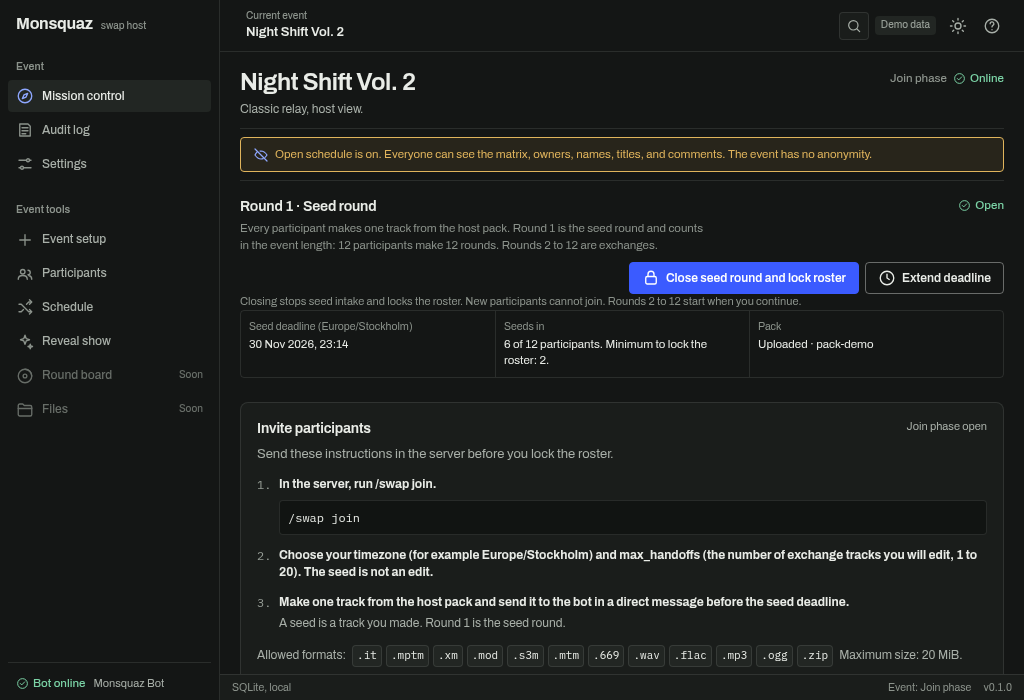 Monsquaz swap host
Event
Mission control
Audit log
Settings
Event tools
Event setup
Participants
Schedule
Reveal show
Round board Soon
Files Soon
Bot online Monsquaz Bot
Current event
Night Shift Vol. 2
Demo data
Night Shift Vol. 2
Join phase Online
Classic relay, host view.
Open schedule is on. Everyone can see the matrix, owners, names, titles, and comments. The event has no anonymity.
Round 1 · Seed round
Open
Every participant makes one track from the host pack. Round 1 is the seed round and counts
in the event length: 12 participants make 12 rounds. Rounds 2 to 12 are exchanges.
Close seed round and lock roster
Extend deadline
Closing stops seed intake and locks the roster. New participants cannot join. Rounds 2 to 12 start when you continue.
Seed deadline (Europe/Stockholm)
30 Nov 2026, 23:14
Seeds in
6 of 12 participants. Minimum to lock the
roster: 2.
Pack
Uploaded · pack-demo
Invite participants
Join phase open
Send these instructions in the server before you lock the roster.
1. In the server, run /swap join.
/swap join
2. Choose your timezone (for example Europe/Stockholm) and max_handoffs (the number of exchange tracks you will edit, 1 to
20). The seed is not an edit.
3. Make one track from the host pack and send it to the bot in a direct message before the seed deadline.
A seed is a track you made. Round 1 is the seed round.
Allowed formats: .it .mptm .xm .mod .s3m .mtm .669 .wav .flac .mp3 .ogg .zip Maximum size: 20 MiB.
SQLite, local
Event: Join phase v0.1.0